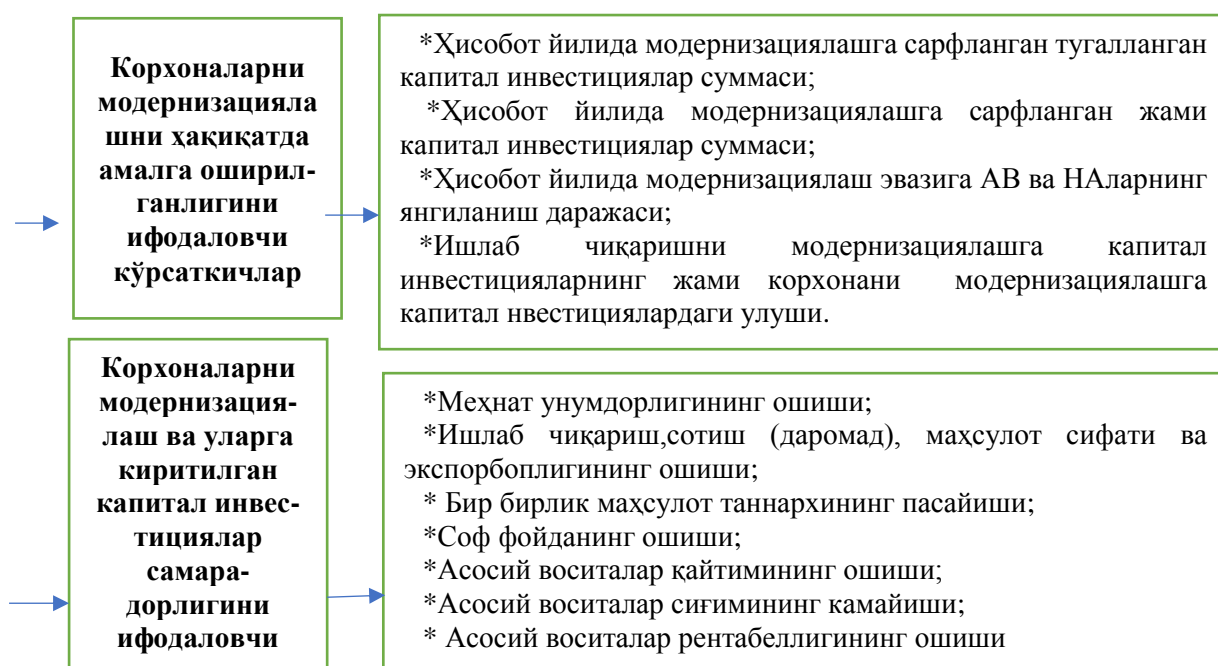 Корхоналарни
модернизацияла
шни ҳақиқатда
амалга оширил-
ганлигини
ифодаловчи
кўрсаткичлар
*Ҳисобот йилида модернизациялашга сарфланган тугалланган
капитал инвестициялар суммаси;
*Ҳисобот йилида модернизациялашга сарфланган жами
капитал инвестициялар суммаси;
*Ҳисобот йилида модернизациялаш эвазига АВ ва НАларнинг
янгиланиш даражаси;
*Ишлаб чиқаришни модернизациялашга капитал
инвестицияларнинг жами корхонани модернизациялашга
капитал нвестициялардаги улуши.
Корхоналарни
модернизация-
лаш ва уларга
киритилган
капитал инвес-
тициялар
самара-
дорлигини
ифодаловчи
*Меҳнат унумдорлигининг ошиши;
*Ишлаб чиқариш,сотиш (даромад), маҳсулот сифати ва
экспорбоплигининг ошиши;
* Бир бирлик маҳсулот таннархининг пасайиши;
*Соф фойданинг ошиши;
*Асосий воситалар қайтимининг ошиши;
*Асосий воситалар сиғимининг камайиши;
* Асосий воситалар рентабеллигининг ошиши